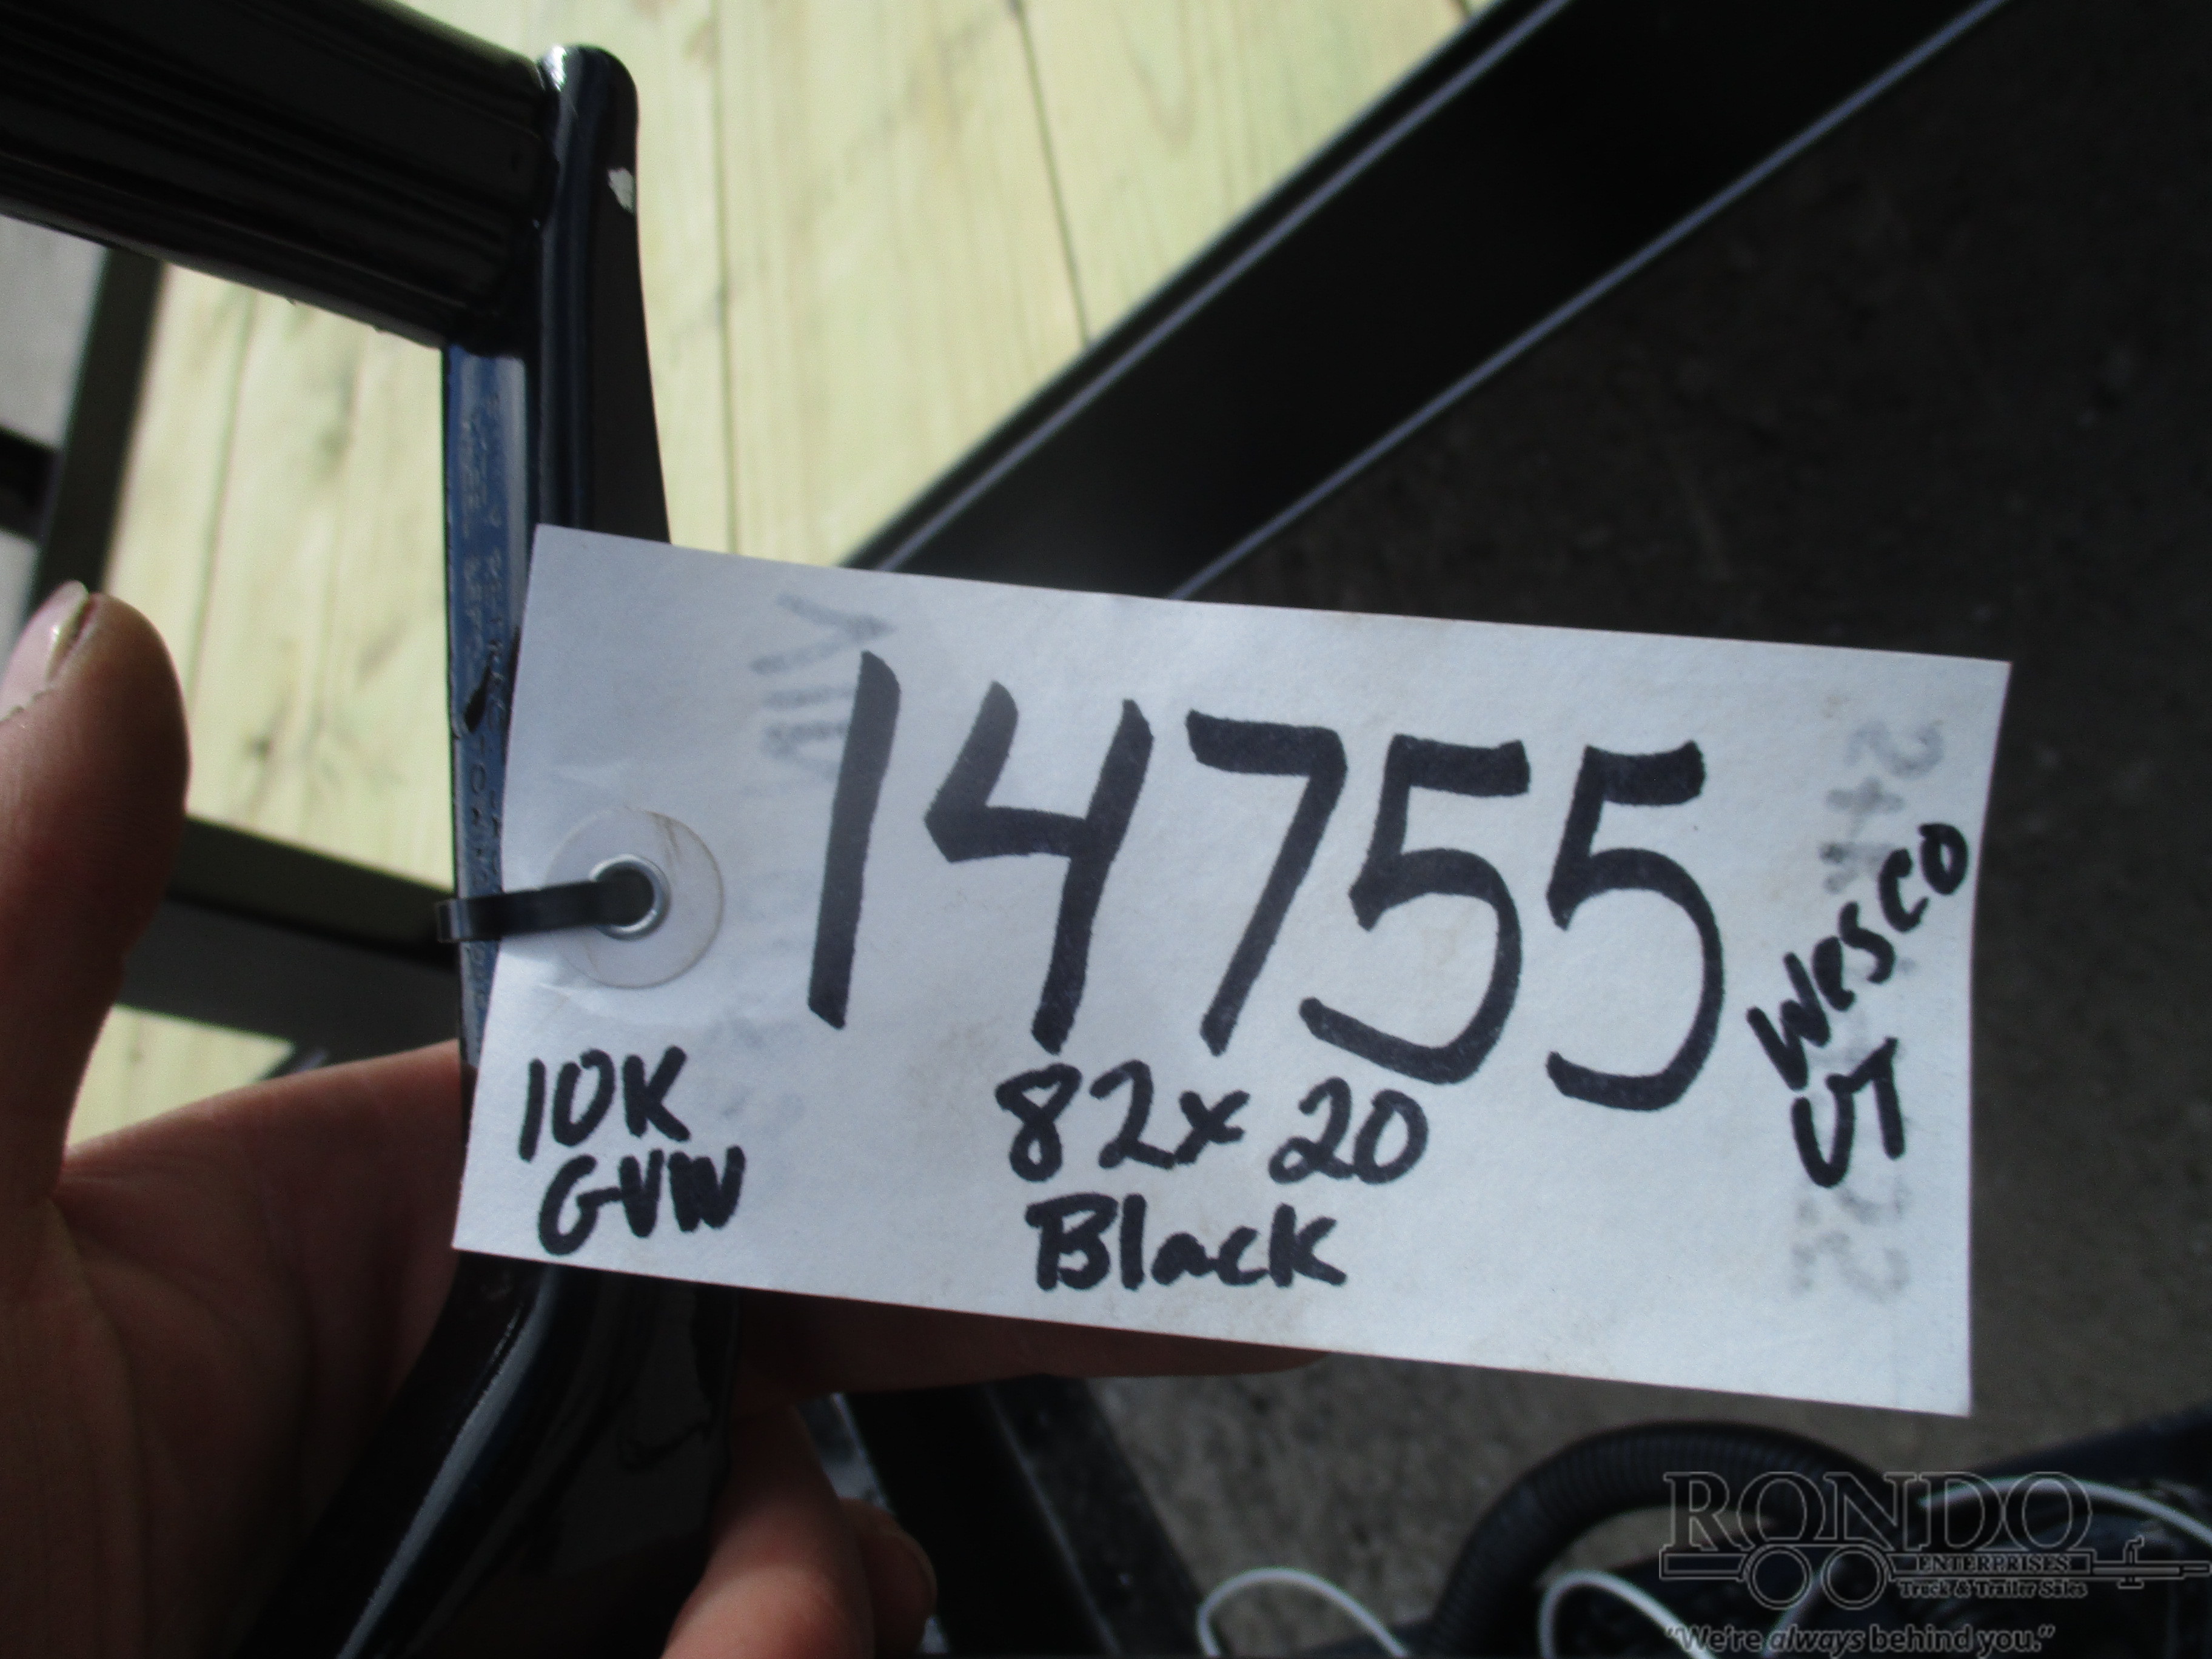 14755
Wesco
UT
10K
GVW
82x20
Black
RONDO
ENTERPRISES
Truck & Trailer Sales
"We're always behind you."